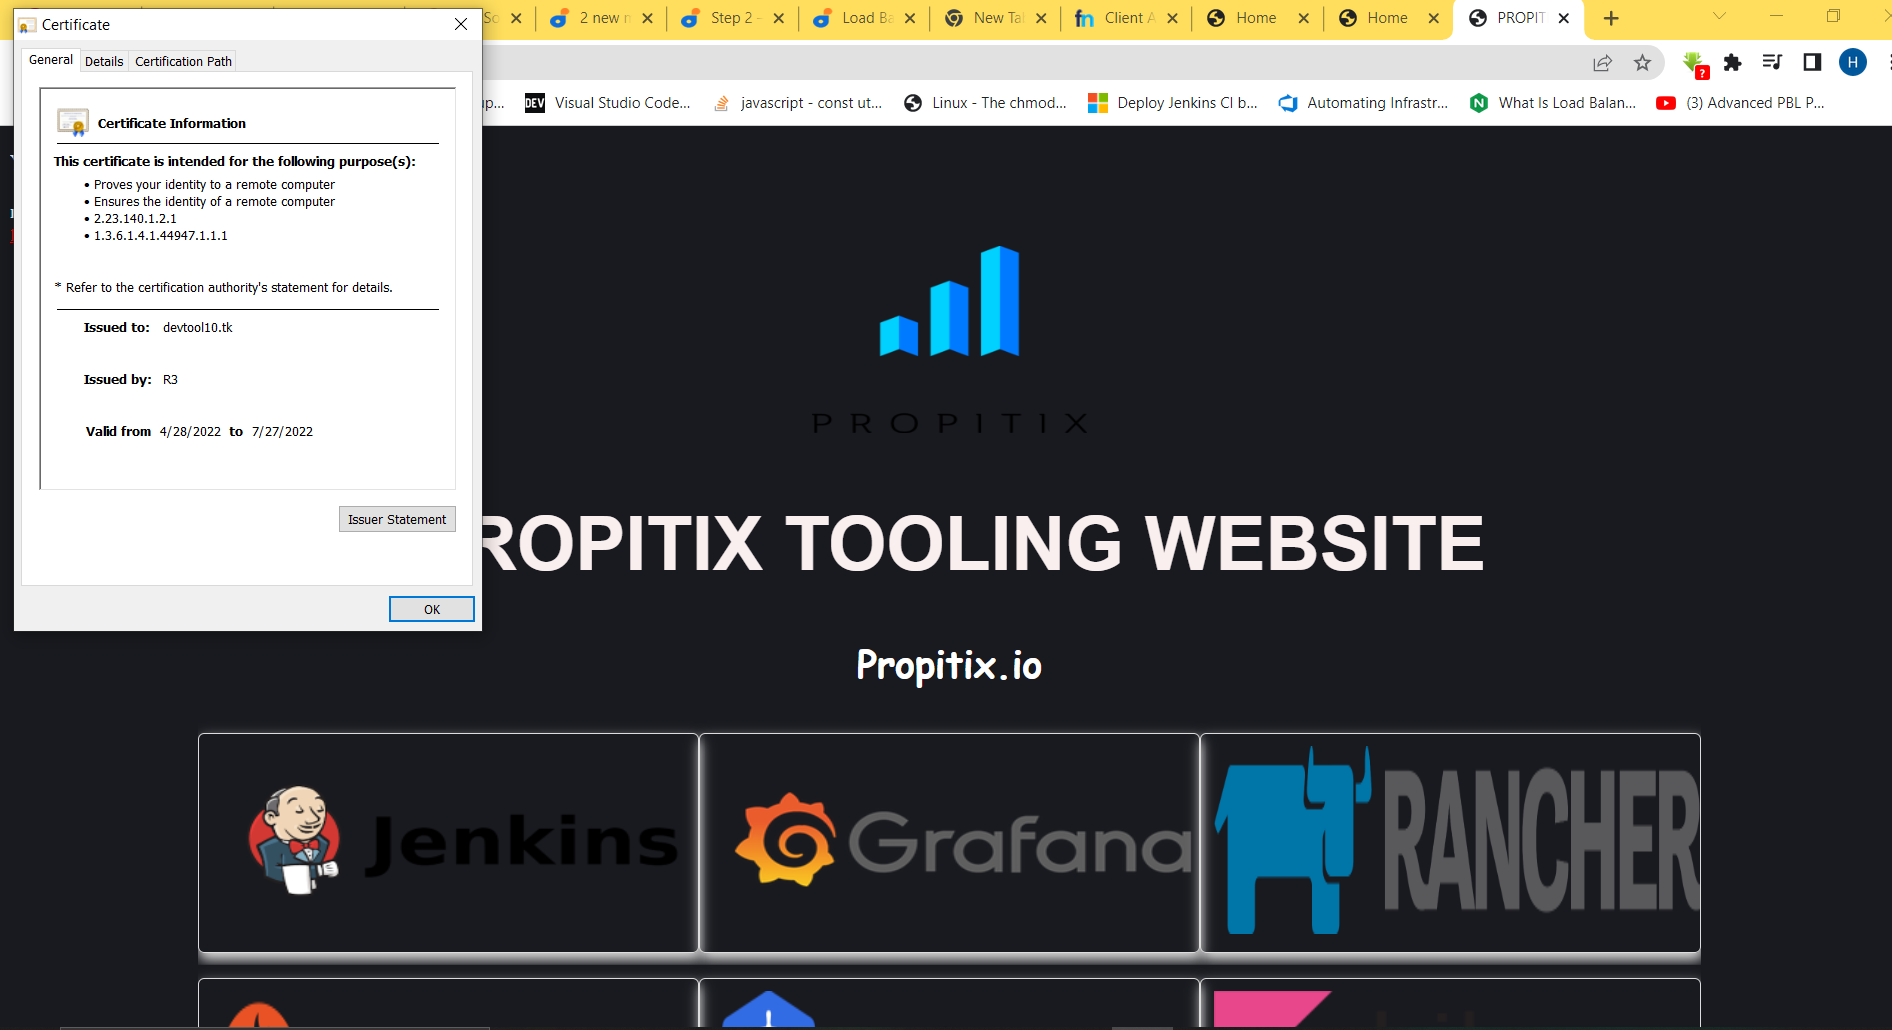 Certificate
General
Details
Certification Path
Certificate Information
This certificate is intended for the following purpose(s):
• Proves your identity to a remote computer
• Ensures the identity of a remote computer
• 2.23.140.1.2.1
• 1.3.6.1.4.1.44947.1.1.1
* Refer to the certification authority's statement for details.
Issued to: devtool10.tk
Issued by: R3
Valid from 4/28/2022 to 7/27/2022
Issuer Statement
OK
So
2 new
Step 2 -
Load Ba
New Ta
fn
Client A
Home
Home
PROPIT
?
H
up...
DEV
Visual Studio Code...
javascript - const ut...
Linux - The chmod...
Deploy Jenkins CI b...
Automating Infrastr...
N
What Is Load Balan...
(3) Advanced PBL P...
PROPITIX
ROPITIX TOOLING WEBSITE
Propitix.io
Jenkins
Grafana
RANCHER